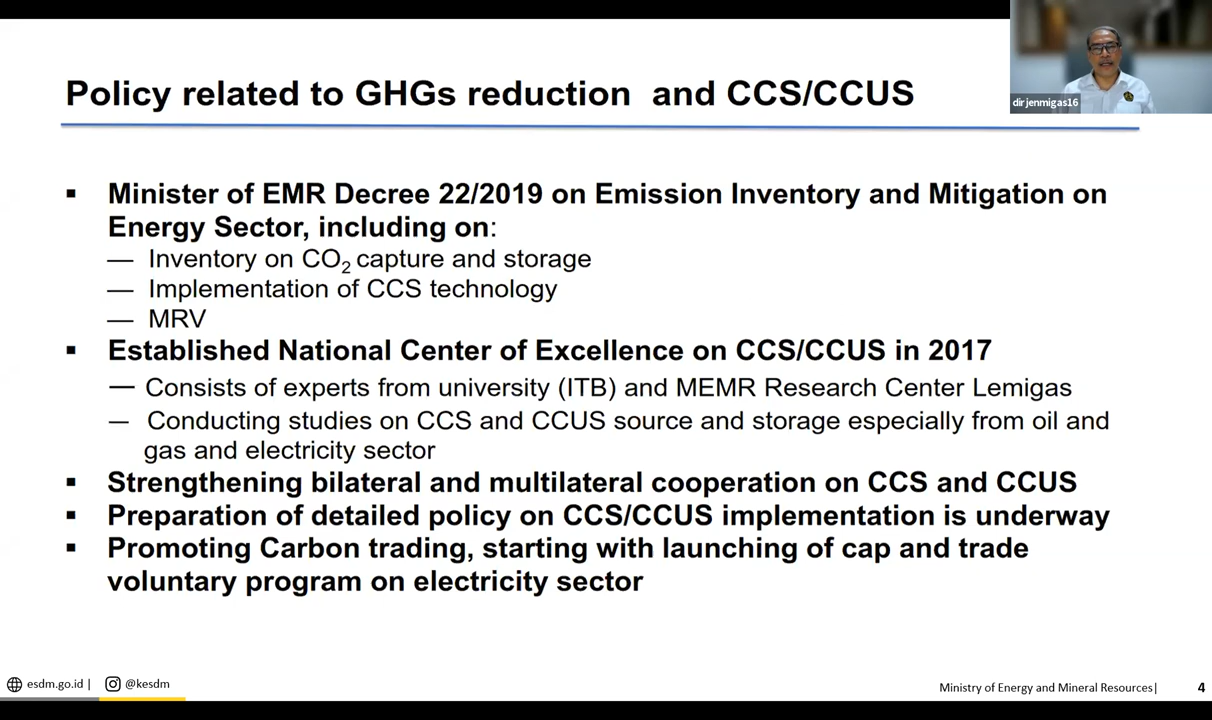 Policy related to GHGs reduction and CCS/CCUS
dirjenmigas16
▪ Minister of EMR Decree 22/2019 on Emission Inventory and Mitigation on
Energy Sector, including on:
— Inventory on CO₂ capture and storage
— Implementation of CCS technology
— MRV
▪ Established National Center of Excellence on CCS/CCUS in 2017
— Consists of experts from university (ITB) and MEMR Research Center Lemigas
— Conducting studies on CCS and CCUS source and storage especially from oil and
gas and electricity sector
▪ Strengthening bilateral and multilateral cooperation on CCS and CCUS
▪ Preparation of detailed policy on CCS/CCUS implementation is underway
▪ Promoting Carbon trading, starting with launching of cap and trade
voluntary program on electricity sector
esdm.go.id | @kesdm
Ministry of Energy and Mineral Resources| 4